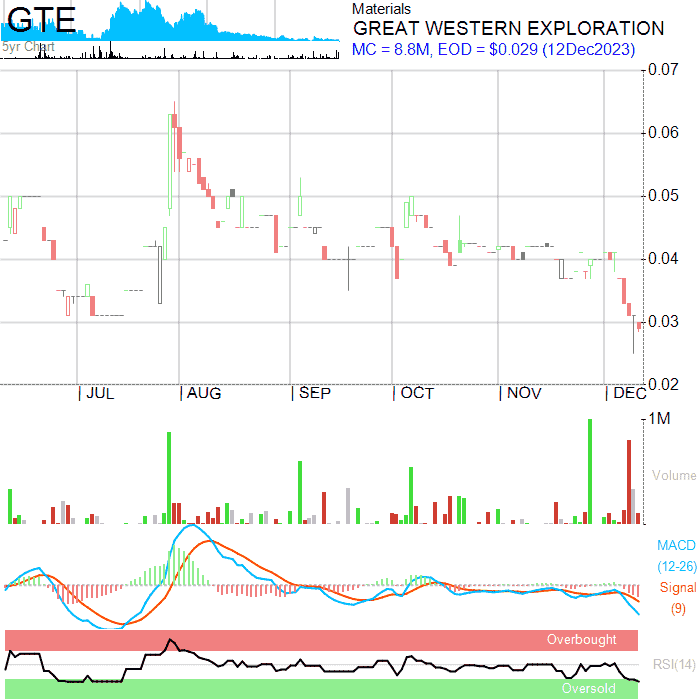 GTE
5yr Chart
Materials
GREAT WESTERN EXPLORATION
MC = 8.8M, EOD = $0.029 (12Dec2023)
0.07
0.06
0.05
0.04
0.03
0.02
JUL
AUG
SEP
OCT
NOV
DEC
1M
Volume
MACD
(12-26)
Signal
(9)
Overbought
RSI(14)
Oversold